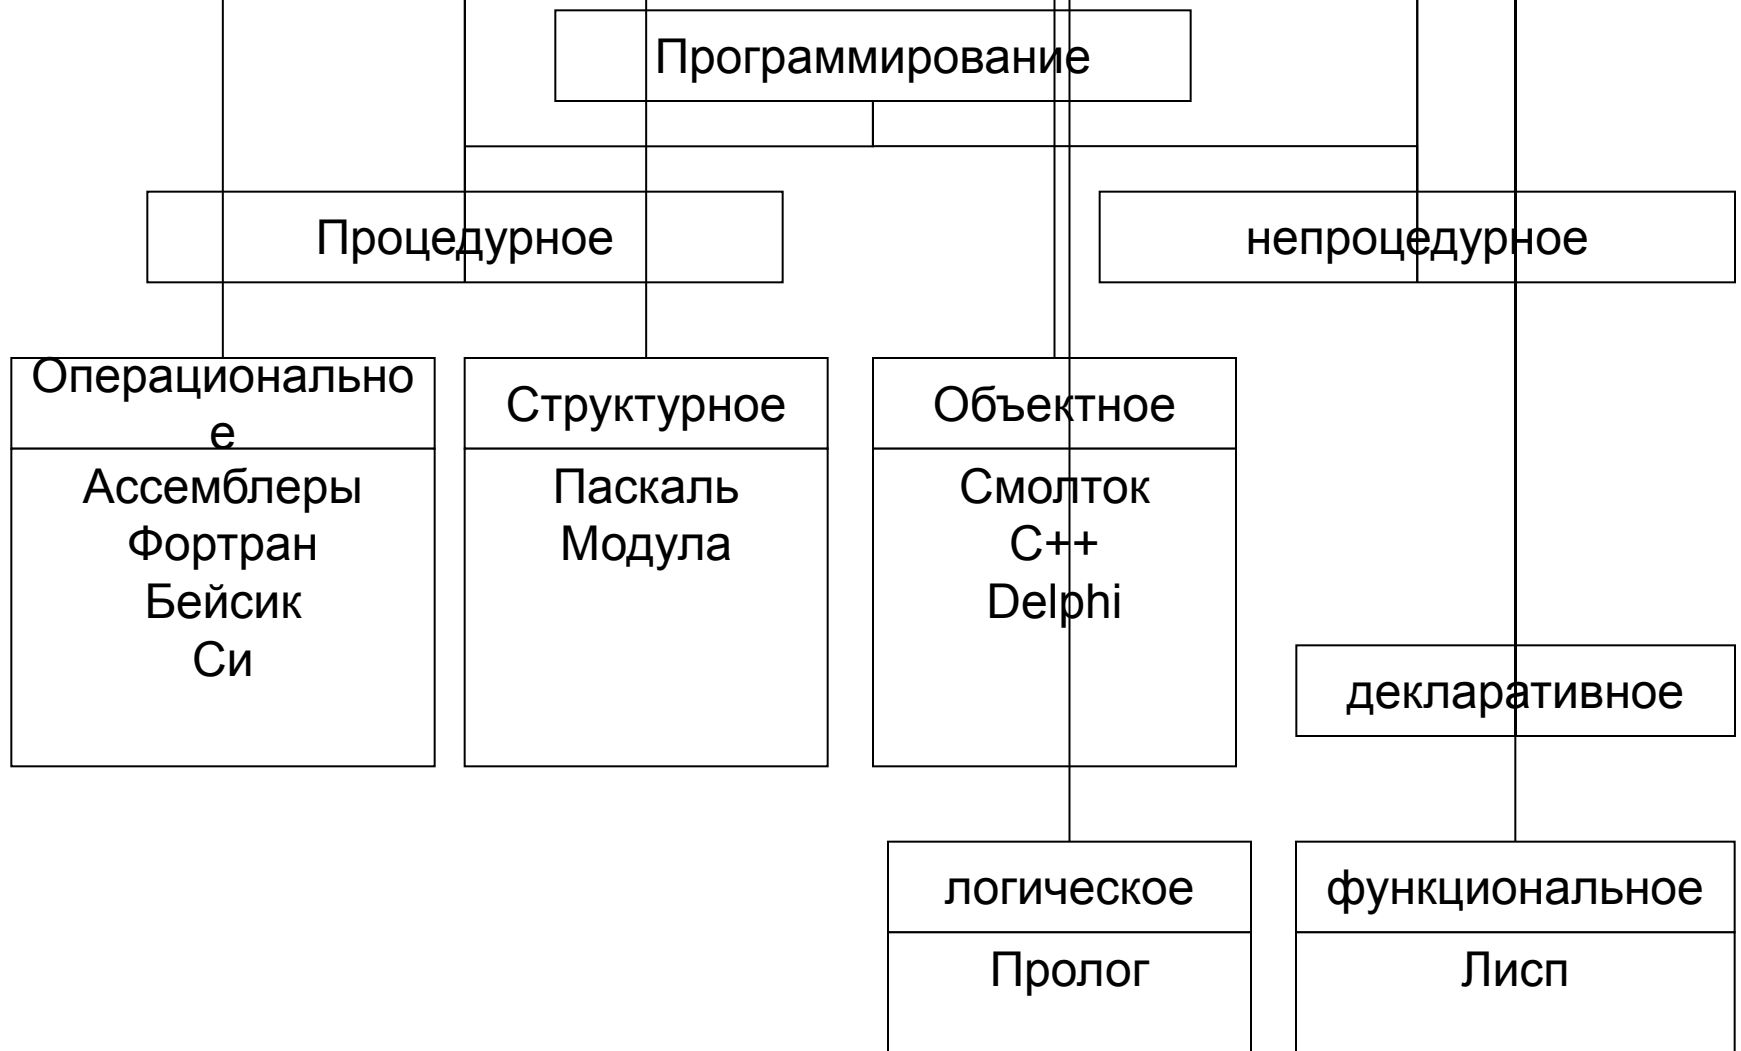 Программирование
Процедурное
непроцедурное
Операционально
е
Ассемблеры
Фортран
Бейсик
Си
Структурное
Паскаль
Модула
Объектное
Смолток
С++
Delphi
декларативное
логическое
Пролог
функциональное
Лисп